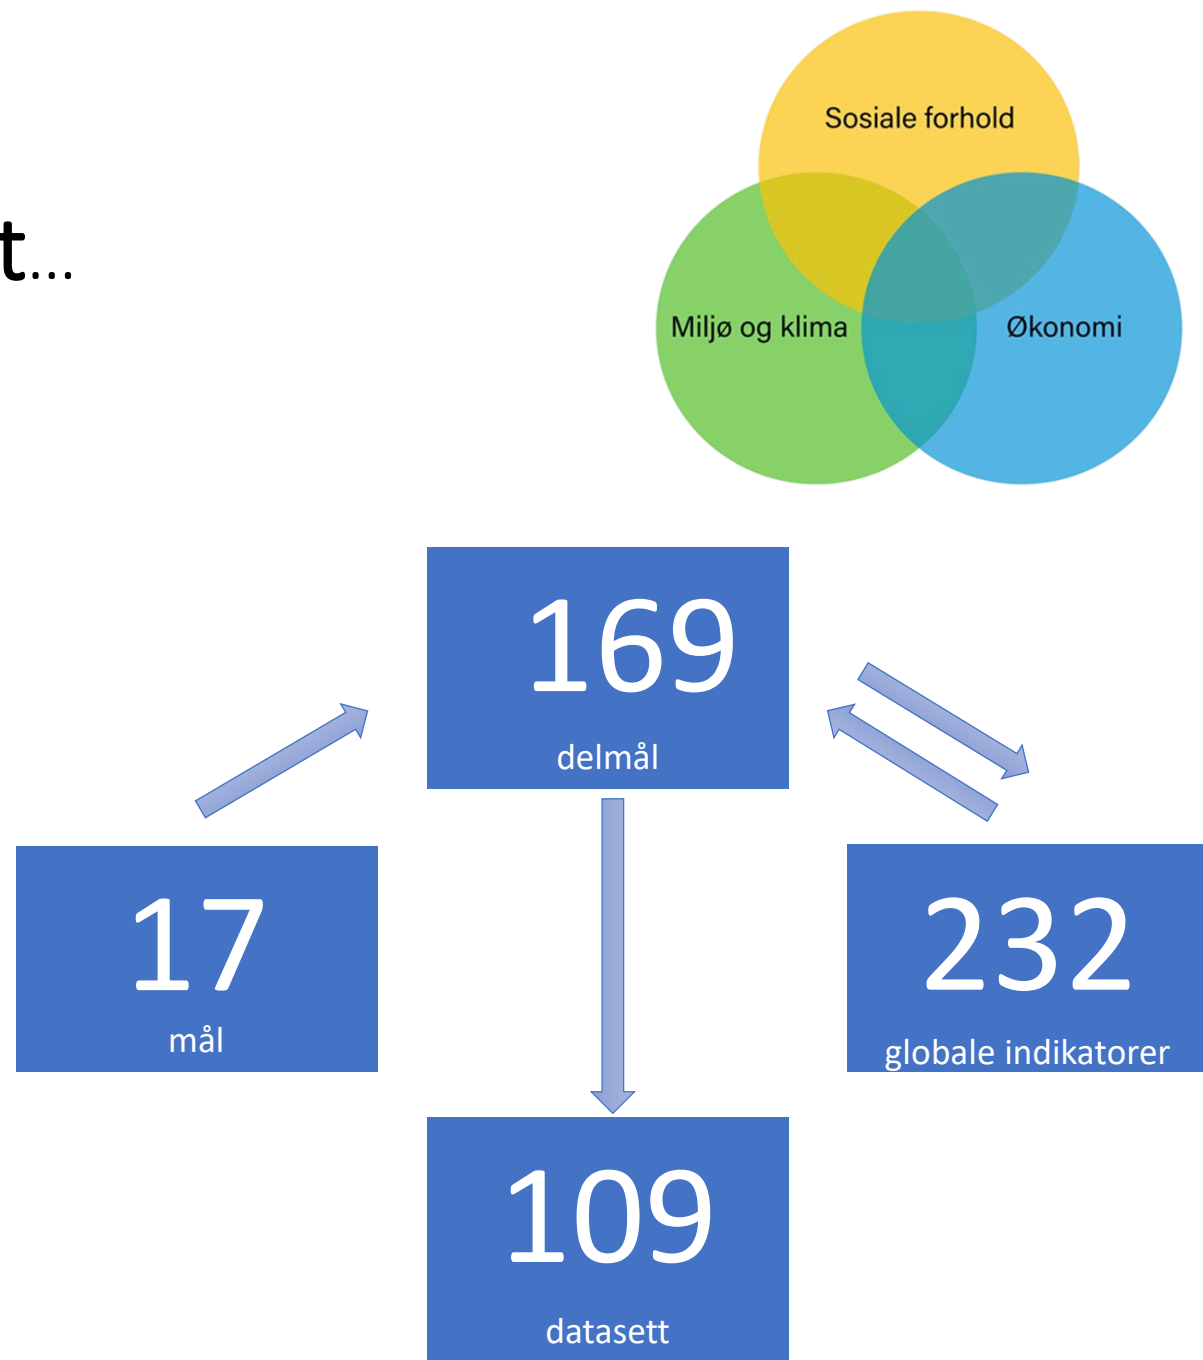 Sosiale forhold
t...
Miljø og klima
Økonomi
169
delmål
17
mål
232
globale indikatorer
109
datasett